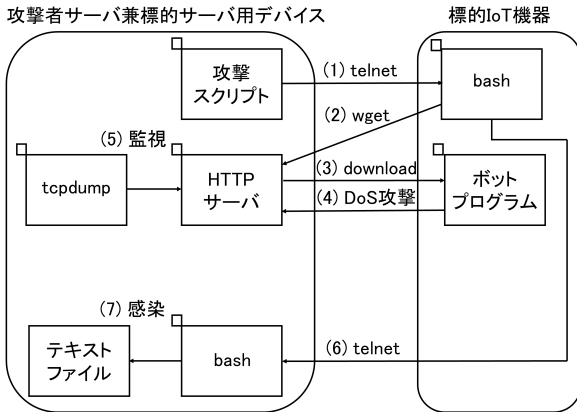 攻撃者サーバ兼標的サーバ用デバイス
標的IoT機器
攻撃
スクリプト
(1) telnet
bash
(2) wget
(5) 監視
tcpdump
HTTP
サーバ
(3) download
(4) DoS攻撃
ボット
プログラム
(7) 感染
テキスト
ファイル
bash
(6) telnet